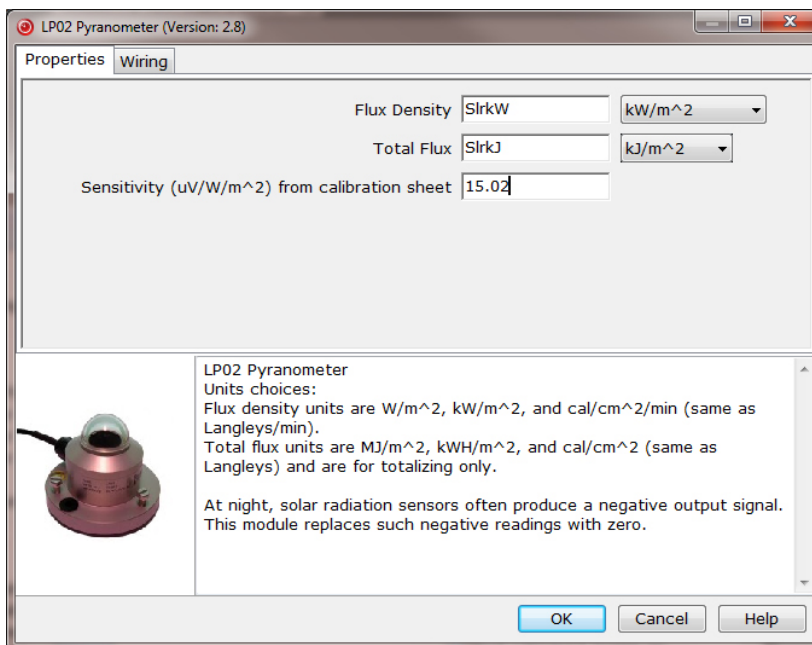 LP02 Pyranometer (Version: 2.8)
Properties Wiring
Flux Density SlrkW kW/m^2
Total Flux SlrkJ kJ/m^2
Sensitivity (uV/W/m^2) from calibration sheet 15.02
LP02 Pyranometer
Units choices:
Flux density units are W/m^2, kW/m^2, and cal/cm^2/min (same as
Langleys/min).
Total flux units are MJ/m^2, kWH/m^2, and cal/cm^2 (same as
Langleys) and are for totalizing only.
At night, solar radiation sensors often produce a negative output signal.
This module replaces such negative readings with zero.
OK Cancel Help